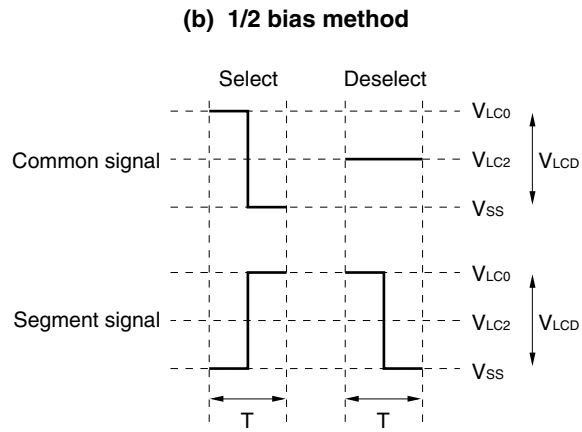 (b) 1/2 bias method
Select Deselect
VLC0
Common signal VLC2 VLCD
VSS
VLC0
Segment signal VLC2 VLCD
VSS
T T